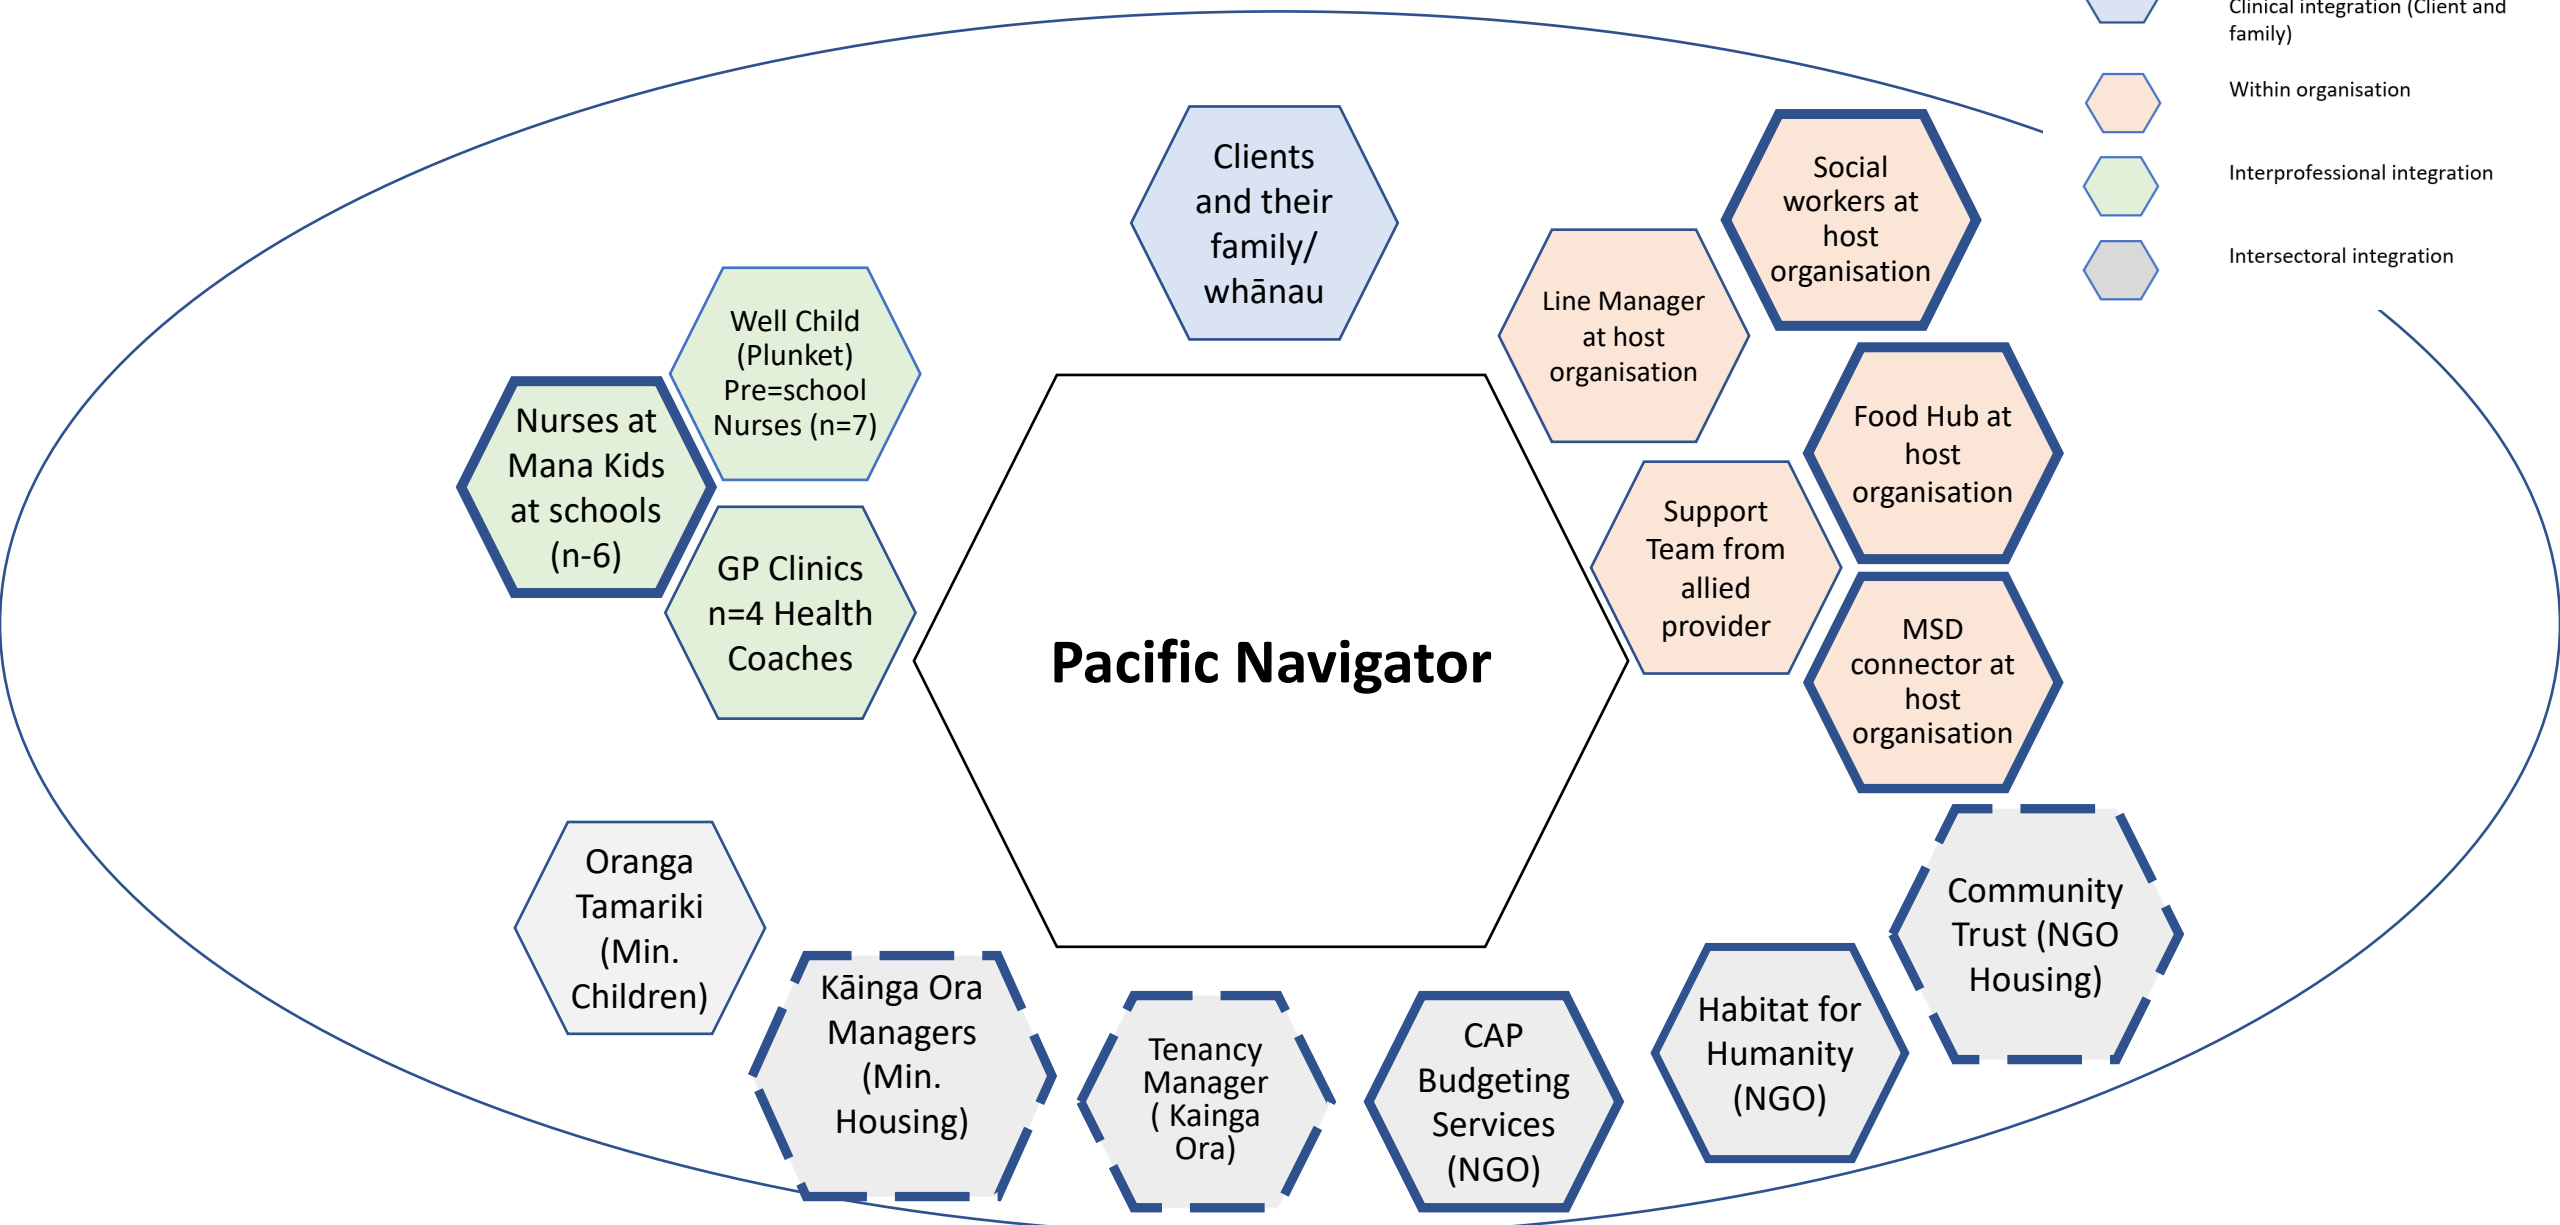 Clinical integration (Client and
family)
Within organisation
Interprofessional integration
Intersectoral integration
Clients
and their
family/
whānau
Social
workers at
host
organisation
Line Manager
at host
organisation
Food Hub at
host
organisation
Support
Team from
allied
provider
MSD
connector at
host
organisation
Well Child
(Plunket)
Pre=school
Nurses (n=7)
Nurses at
Mana Kids
at schools
(n-6)
GP Clinics
n=4 Health
Coaches
Pacific Navigator
Oranga
Tamariki
(Min.
Children)
Kāinga Ora
Managers
(Min.
Housing)
Tenancy
Manager
( Kainga
Ora)
CAP
Budgeting
Services
(NGO)
Habitat for
Humanity
(NGO)
Community
Trust (NGO
Housing)